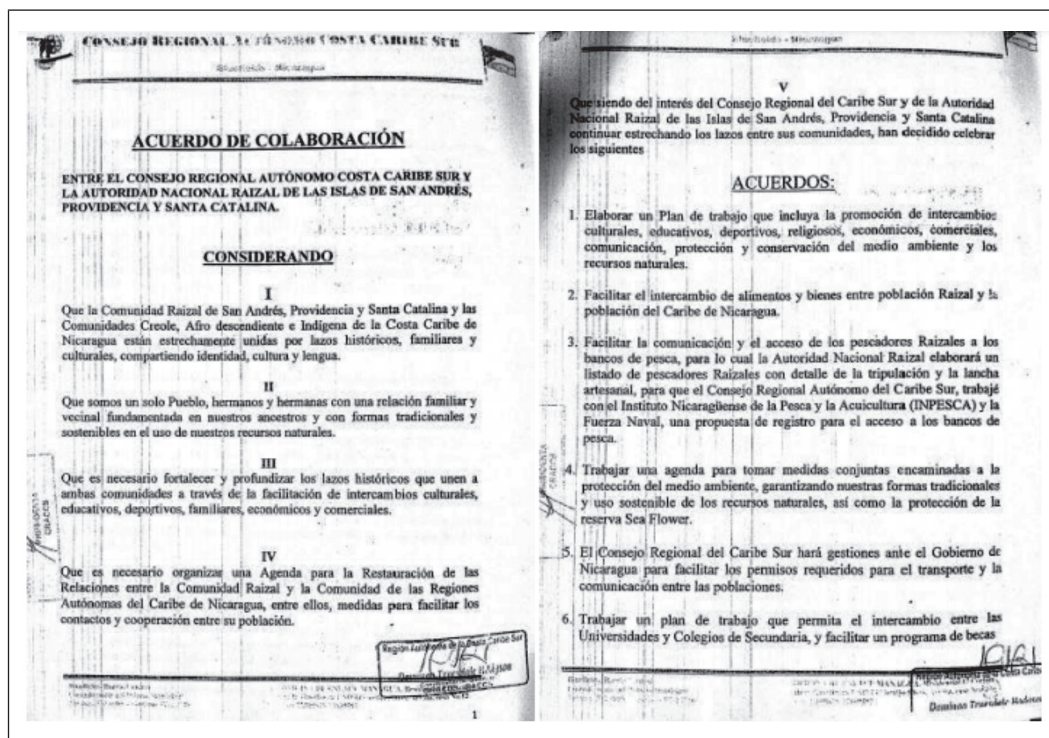 CONSEJO REGIONAL AUTÓNOMO COSTA CARIBE SUR
Bluefields - Nicaragua
ACUERDO DE COLABORACIÓN
ENTRE EL CONSEJO REGIONAL AUTÓNOMO COSTA CARIBE SUR Y
LA AUTORIDAD NACIONAL RAIZAL DE LAS ISLAS DE SAN ANDRÉS,
PROVIDENCIA Y SANTA CATALINA.
CONSIDERANDO
I
Que la Comunidad Raizal de San Andrés, Providencia y Santa Catalina y las
Comunidades Creole, Afro descendiente e Indígena de la Costa Caribe de
Nicaragua están estrechamente unidas por lazos históricos, familiares y
culturales, compartiendo identidad, cultura y lengua.
II
Que somos un solo Pueblo, hermanos y hermanas con una relación familiar y
vecinal fundamentada en nuestros ancestros y con formas tradicionales y
sostenibles en el uso de nuestros recursos naturales.
III
Que es necesario fortalecer y profundizar los lazos históricos que unen a
ambas comunidades a través de la facilitación de intercambios culturales,
educativos, deportivos, familiares, económicos y comerciales.
IV
Que es necesario organizar una Agenda para la Restauración de las
Relaciones entre la Comunidad Raizal y la Comunidad de las Regiones
Autónomas del Caribe de Nicaragua, entre ellos, medidas para facilitar los
contactos y cooperación entre su población.
Región Autónoma de la Costa Caribe Sur
1
Bluefields - Nicaragua
V
Que siendo del interés del Consejo Regional del Caribe Sur y de la Autoridad
Nacional Raizal de las Islas de San Andrés, Providencia y Santa Catalina
continuar estrechando los lazos entre sus comunidades, han decidido celebrar
los siguientes
ACUERDOS:
1. Elaborar un Plan de trabajo que incluya la promoción de intercambios
culturales, educativos, deportivos, religiosos, económicos, comerciales,
comunicación, protección y conservación del medio ambiente y los
recursos naturales.
2. Facilitar el intercambio de alimentos y bienes entre población Raizal y la
población del Caribe de Nicaragua.
3. Facilitar la comunicación y el acceso de los pescadores Raizales a los
bancos de pesca, para lo cual la Autoridad Nacional Raizal elaborará un
listado de pescadores Raizales con detalle de la tripulación y la lancha
artesanal, para que el Consejo Regional Autónomo del Caribe Sur, trabajé
con el Instituto Nicaragüense de la Pesca y la Acuicultura (INPESCA) y la
Fuerza Naval, una propuesta de registro para el acceso a los bancos de
pesca.
4. Trabajar una agenda para tomar medidas conjuntas encaminadas a la
protección del medio ambiente, garantizando nuestras formas tradicionales
y uso sostenible de los recursos naturales, así como la protección de la
reserva Sea Flower.
5. El Consejo Regional del Caribe Sur hará gestiones ante el Gobierno de
Nicaragua para facilitar los permisos requeridos para el transporte y la
comunicación entre las poblaciones.
6. Trabajar un plan de trabajo que permita el intercambio entre las
Universidades y Colegios de Secundaria, y facilitar un programa de becas